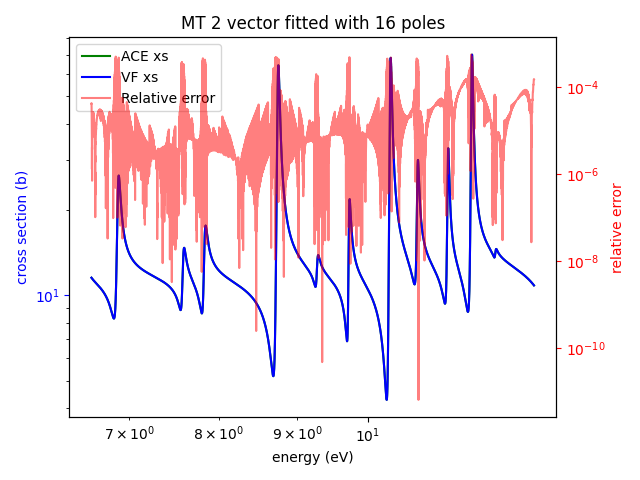 MT 2 vector fitted with 16 poles
ACE xs
VF xs
Relative error
cross section (b)
10¹
7 × 10⁰
8 × 10⁰
9 × 10⁰
10¹
energy (eV)
10⁻⁴
10⁻⁶
10⁻⁸
10⁻¹⁰
relative error